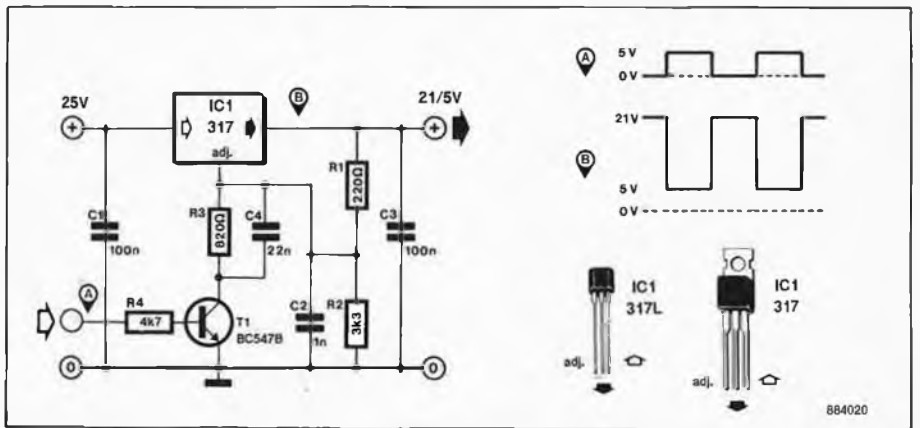 25V
IC1
317
adj.
B
21/5V
R1
220Ω
R3
820Ω
C4
22n
C1
100n
C3
100n
A
R4
4k7
T1
BC547B
C2
1n
R2
3k3
0
0
A
5 V
0 V
21V
B
5 V
0 V
IC1
317L
adj.
IC1
317
adj.
884020